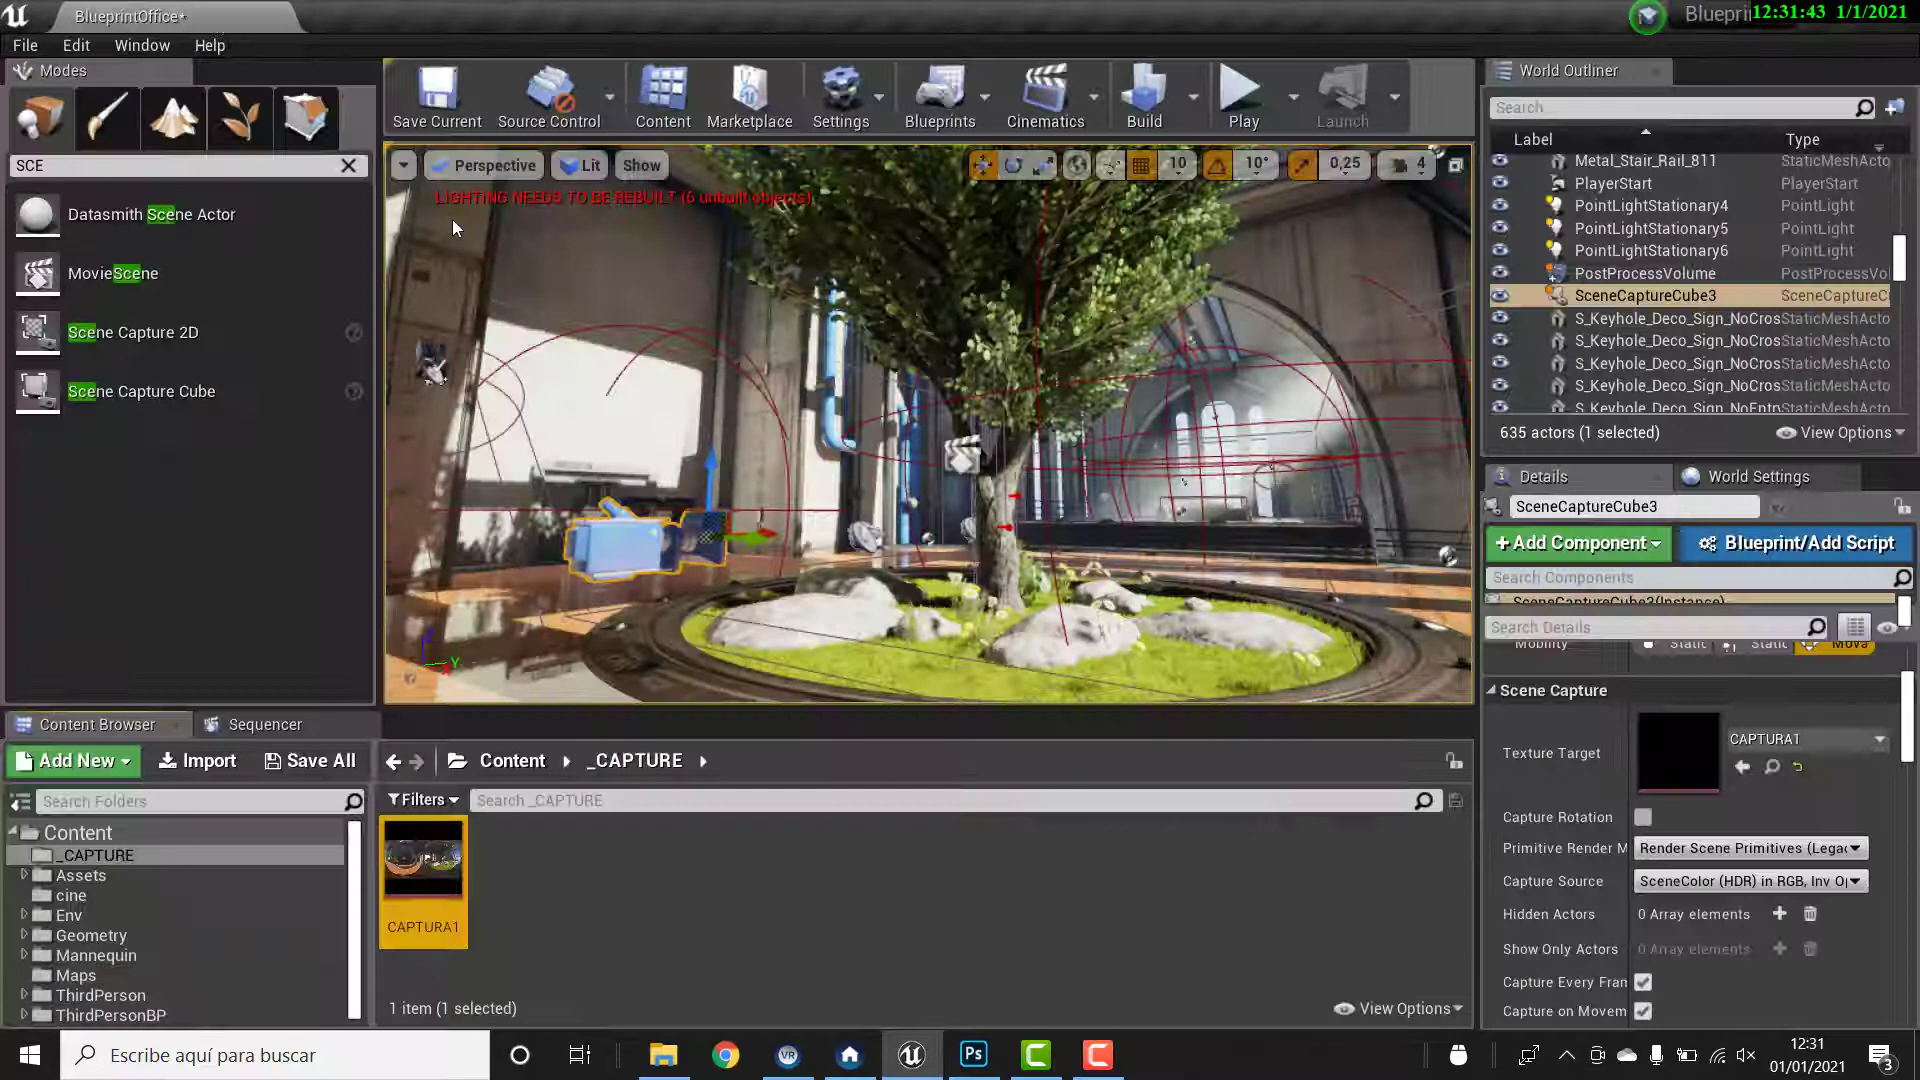 BlueprintOffice*
12:31:43 1/1/2021
File Edit Window Help
Modes
SCE
Datasmith Scene Actor
MovieScene
Scene Capture 2D
Scene Capture Cube
Save Current
Source Control
Content
Marketplace
Settings
Blueprints
Cinematics
Build
Play
Launch
Perspective Lit Show
10 10° 0,25 4
LIGHTING NEEDS TO BE REBUILT (6 unbuilt objects)
Z
Y
World Outliner
Search...
Label Type
Metal_Stair_Rail_811 StaticMeshActo
PlayerStart PlayerStart
PointLightStationary4 PointLight
PointLightStationary5 PointLight
PointLightStationary6 PointLight
PostProcessVolume PostProcessVo
SceneCaptureCube3 SceneCaptureC
S_Keyhole_Deco_Sign_NoCros StaticMeshActo
S_Keyhole_Deco_Sign_NoCros StaticMeshActo
S_Keyhole_Deco_Sign_NoCros StaticMeshActo
S_Keyhole_Deco_Sign_NoCros StaticMeshActo
S_Keyhole_Deco_Sign_NoEntry StaticMeshActo
635 actors (1 selected) View Options
Details World Settings
SceneCaptureCube3
+ Add Component Blueprint/Add Script
Search Components
SceneCaptureCube3(Instance)
Search Details
Mobility Static Static Mova
Scene Capture
Texture Target CAPTURA1
Capture Rotation
Primitive Render M Render Scene Primitives (Legac
Capture Source SceneColor (HDR) in RGB, Inv Op
Hidden Actors 0 Array elements
Show Only Actors 0 Array elements
Capture Every Fram
Capture on Movem
Content Browser Sequencer
Add New Import Save All
Content _CAPTURE
Search Folders
Filters Search _CAPTURE
Content
_CAPTURE
Assets
cine
Env
Geometry
Mannequin
Maps
ThirdPerson
ThirdPersonBP
CAPTURA1
1 item (1 selected) View Options
Escribe aquí para buscar
VR
Ps
12:31
01/01/2021
3